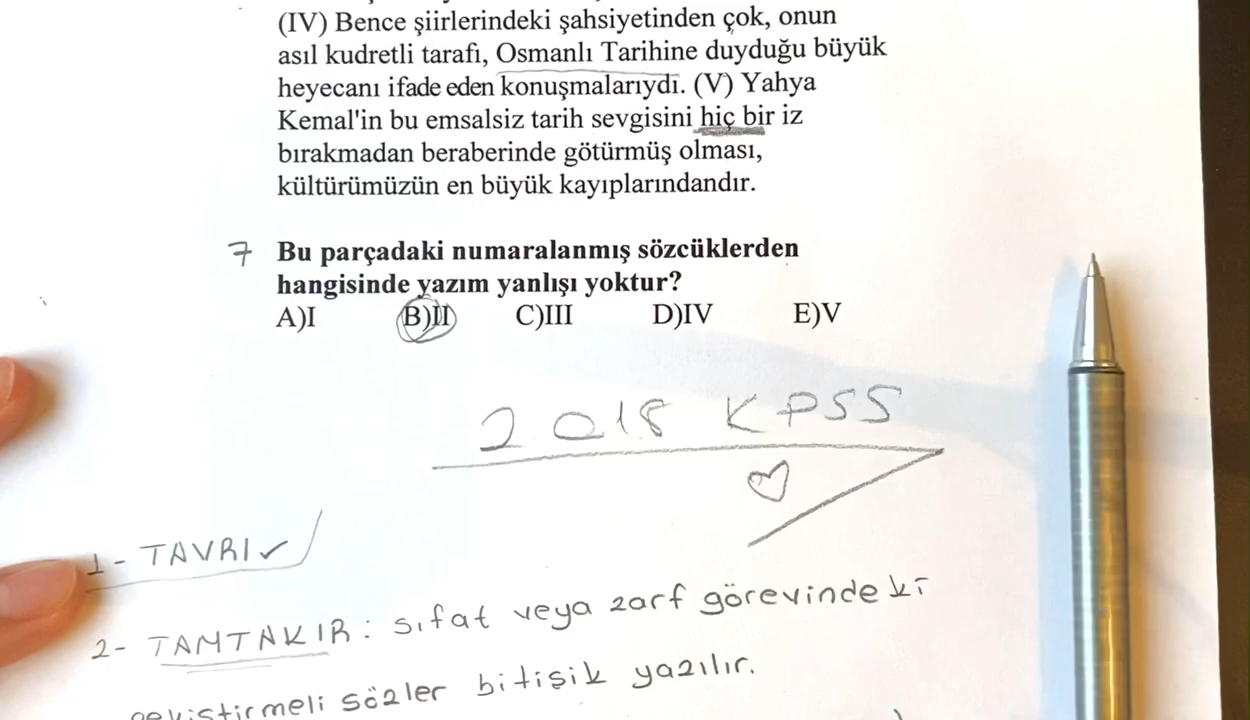 (IV) Bence şiirlerindeki şahsiyetinden çok, onun
asıl kudretli tarafı, Osmanlı Tarihine duyduğu büyük
heyecanı ifade eden konuşmalarıydı. (V) Yahya
Kemal'in bu emsalsiz tarih sevgisini hiç bir iz
bırakmadan beraberinde götürmüş olması,
kültürümüzün en büyük kayıplarındandır.
7 Bu parçadaki numaralanmış sözcüklerden
hangisinde yazım yanlışı yoktur?
A)I B)II C)III D)IV E)V
2018 KPSS
1- TAVRI✓
2- TAMTAKIR: sıfat veya zarf görevindeki
pekiştirmeli sözler bitişik yazılır.